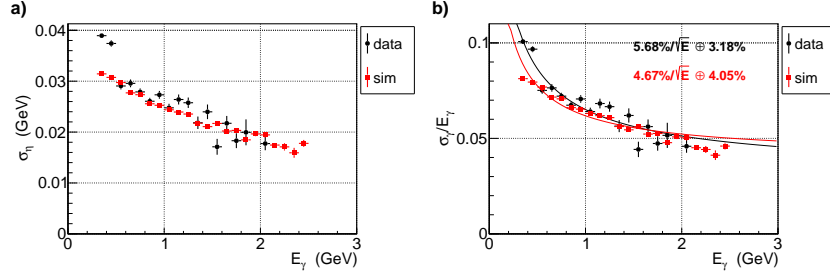 a)
0.04
0.03
0.02
0.01
0
σ_η (GeV)
0 1 2 3
E_γ (GeV)
data
sim
b)
0.1
0.05
0
σ_γ/E_γ
0 1 2 3
E_γ (GeV)
5.68%/√E ⊕ 3.18%
4.67%/√E ⊕ 4.05%
data
sim